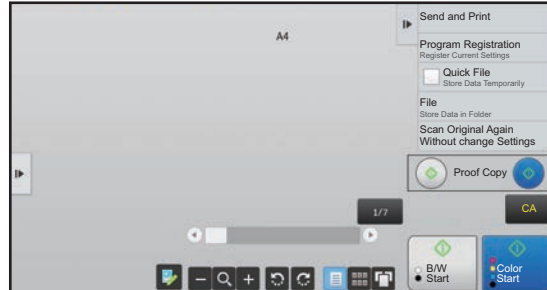 A4
Send and Print
Program Registration
Register Current Settings
Quick File
Store Data Temporarily
File
Store Data in Folder
Scan Original Again
Without change Settings
Proof Copy
1/7
CA
B/W
Start
Color
Start